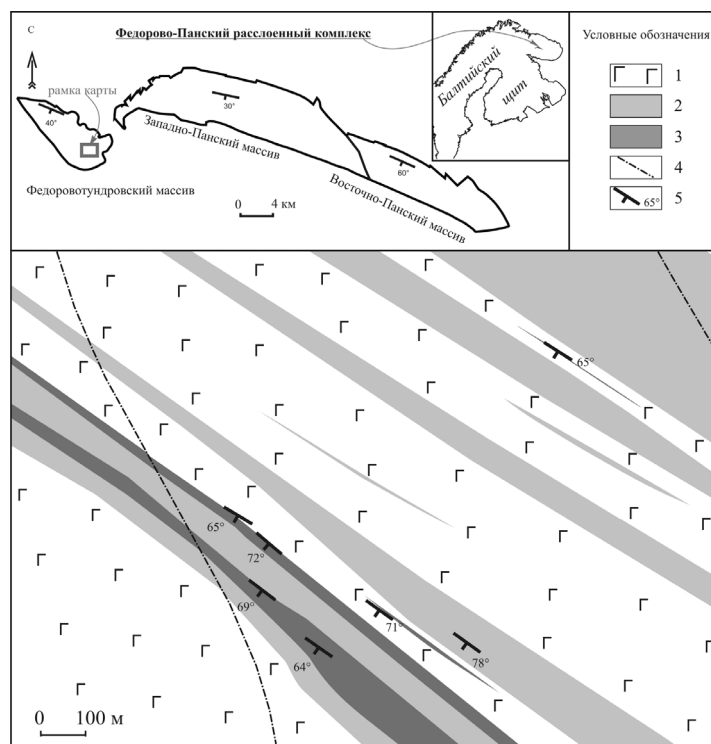 Федорово-Панский расслоенный комплекс
С
рамка карты
40°
30°
60°
Западно-Панский массив
Восточно-Панский массив
Федоровотундровский массив
0 4 км
Балтийский
щит
Условные обозначения
1
2
3
4
65° 5
65°
65°
72°
69°
71°
64°
78°
0 100 м